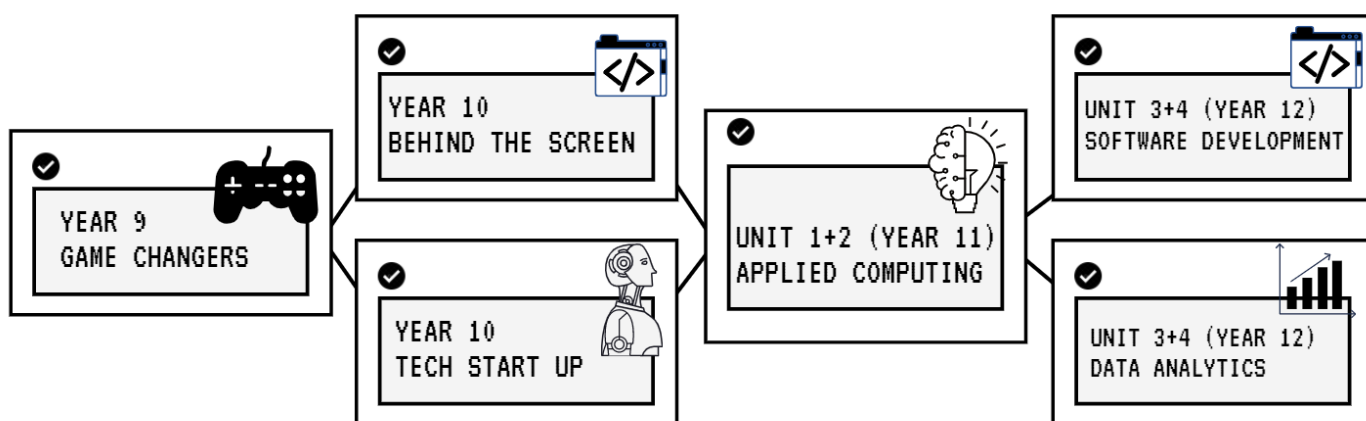 YEAR 9
GAME CHANGERS
YEAR 10
BEHIND THE SCREEN
</>
YEAR 10
TECH START UP
UNIT 1+2 (YEAR 11)
APPLIED COMPUTING
UNIT 3+4 (YEAR 12)
SOFTWARE DEVELOPMENT
</>
UNIT 3+4 (YEAR 12)
DATA ANALYTICS